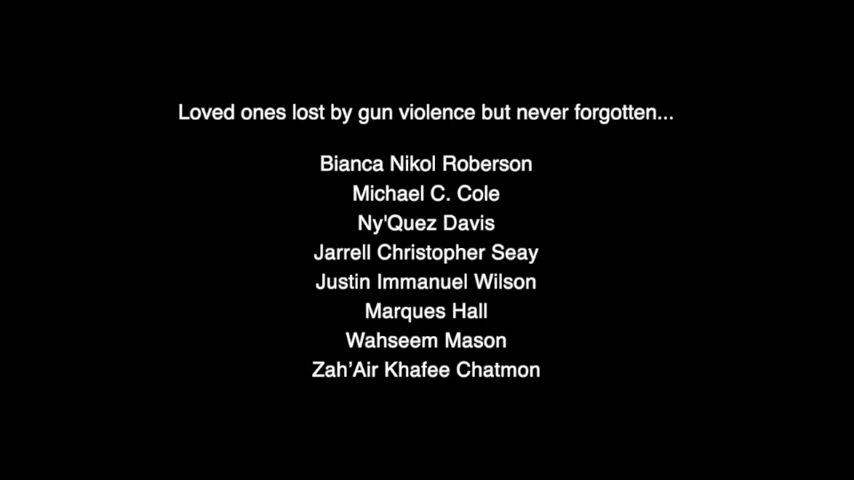 Loved ones lost by gun violence but never forgotten...
Bianca Nikol Roberson
Michael C. Cole
Ny'Quez Davis
Jarrell Christopher Seay
Justin Immanuel Wilson
Marques Hall
Wahseem Mason
Zah’Air Khafee Chatmon